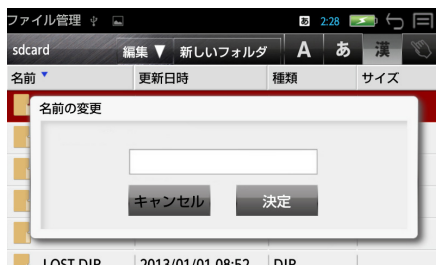 ファイル管理 あ 2:28
sdcard 編集 ▼ 新しいフォルダ A あ 漢
名前 ▼ 更新日時 種類 サイズ
名前の変更
キャンセル 決定
LOST.DIR 2013/01/01 08:52 DIR